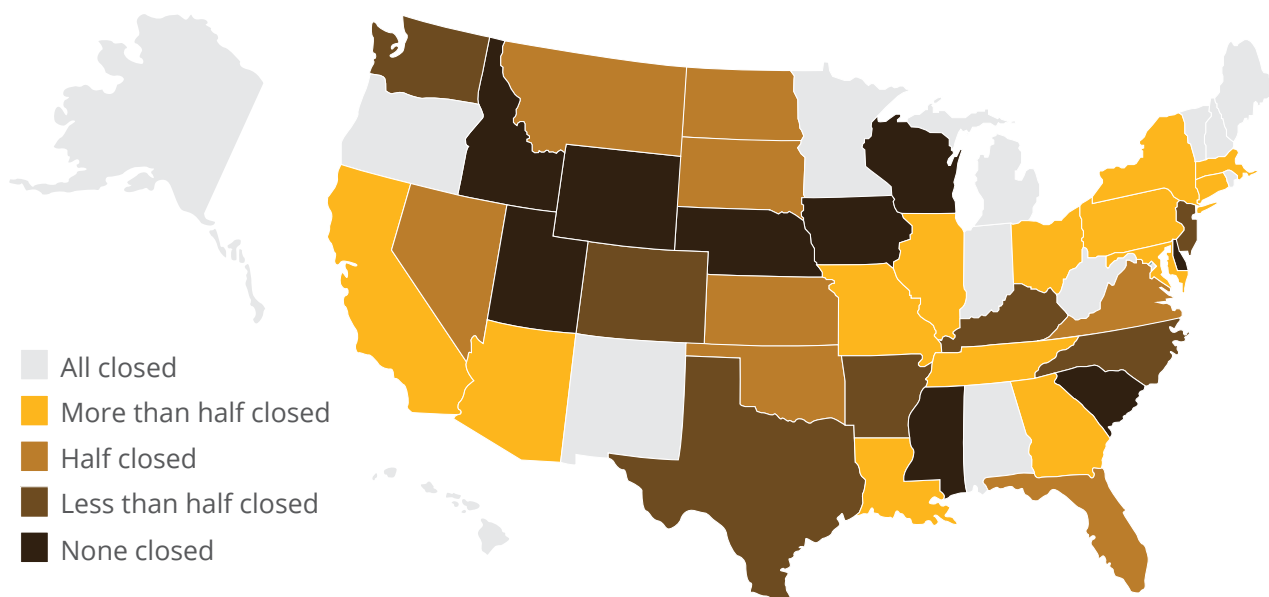 All closed
More than half closed
Half closed
Less than half closed
None closed